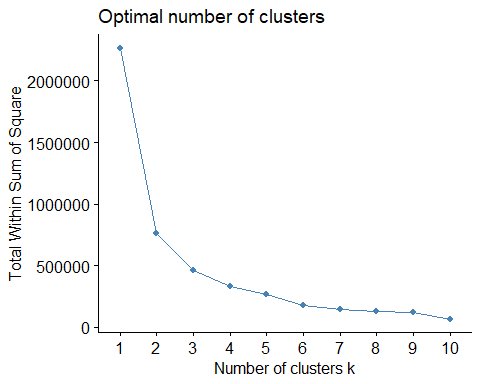 Optimal number of clusters
Total Within Sum of Square
2000000
1500000
1000000
500000
0
1 2 3 4 5 6 7 8 9 10
Number of clusters k